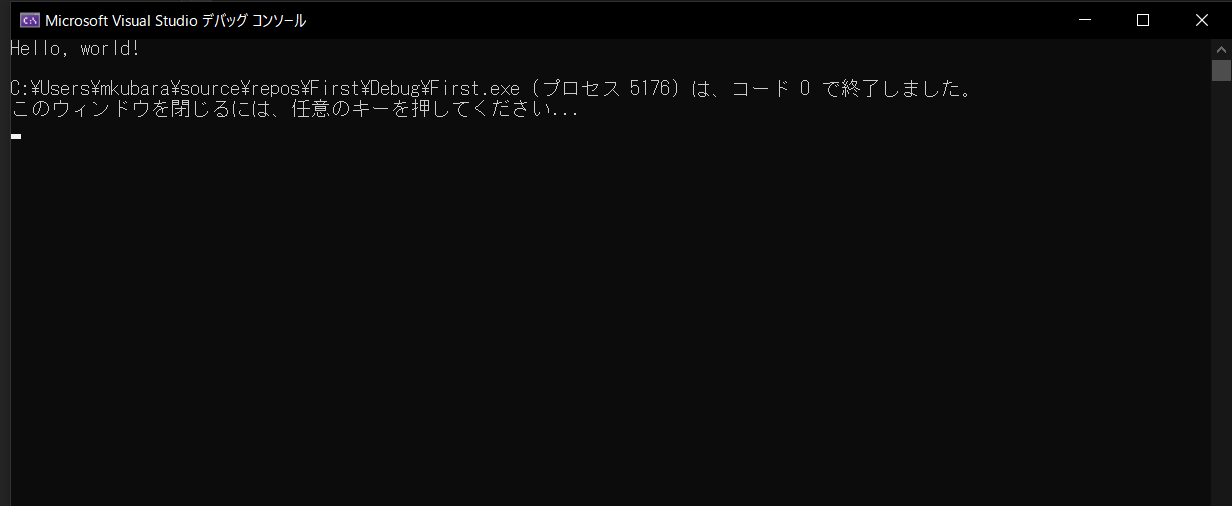 Microsoft Visual Studio デバッグ コンソール
Hello, world!
C:¥Users¥mkubara¥source¥repos¥First¥Debug¥First.exe (プロセス 5176) は、コード 0 で終了しました。
このウィンドウを閉じるには、任意のキーを押してください...